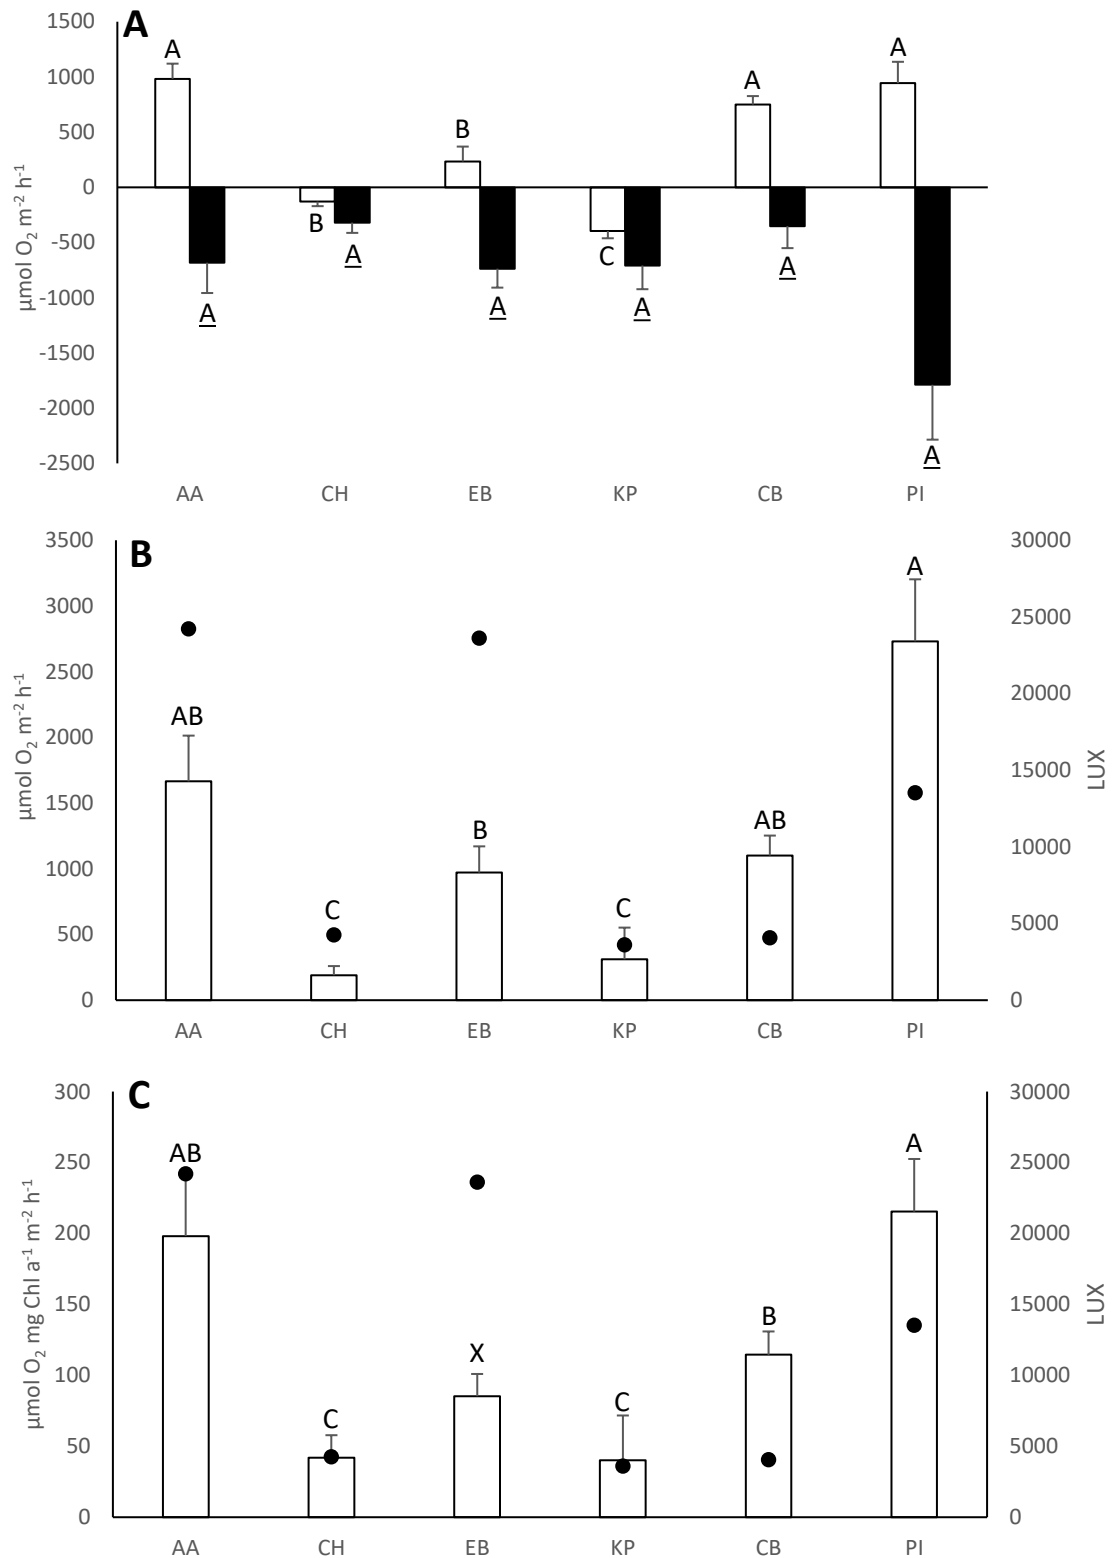 A
1500
1000
500
0
-500
-1000
-1500
-2000
-2500
µmol O₂ m⁻² h⁻¹
A B C A A
B
A A A A A A
AA CH EB KP CB PI
B
3500
3000
2500
2000
1500
1000
500
0
µmol O₂ m⁻² h⁻¹
30000
25000
20000
15000
10000
5000
0
LUX
AB C B C AB A
AA CH EB KP CB PI
C
300
250
200
150
100
50
0
µmol O₂ mg Chl a⁻¹ m⁻² h⁻¹
30000
25000
20000
15000
10000
5000
0
LUX
AB C X C B A
AA CH EB KP CB PI